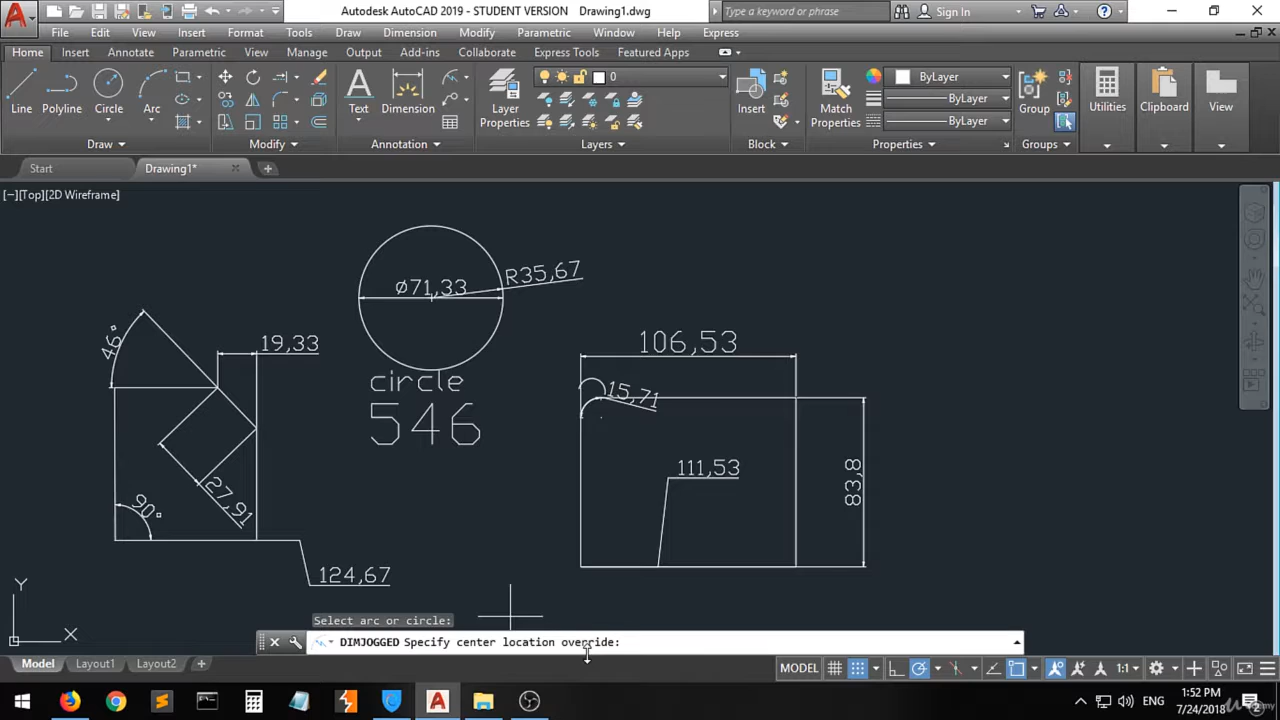 Autodesk AutoCAD 2019 - STUDENT VERSION Drawing1.dwg
Type a keyword or phrase
Sign In
File Edit View Insert Format Tools Draw Dimension Modify Parametric Window Help Express
Home Insert Annotate Parametric View Manage Output Add-ins Collaborate Express Tools Featured Apps
0
ByLayer
ByLayer
ByLayer
Line Polyline Circle Arc
Text Dimension
Layer Properties
Insert
Match Properties
Group
Utilities
Clipboard
View
Draw Modify Annotation Layers Block Properties Groups
Start Drawing1*
[−][Top][2D Wireframe]
R35,67
Ø71,33
46°
19,33
106,53
circle
15,71
546
111,53
83,8
27,91
90°
124,67
Y
X
Select arc or circle:
DIMJOGGED Specify center location override:
Model Layout1 Layout2
MODEL
1:1
ENG
1:52 PM
7/24/2018
2